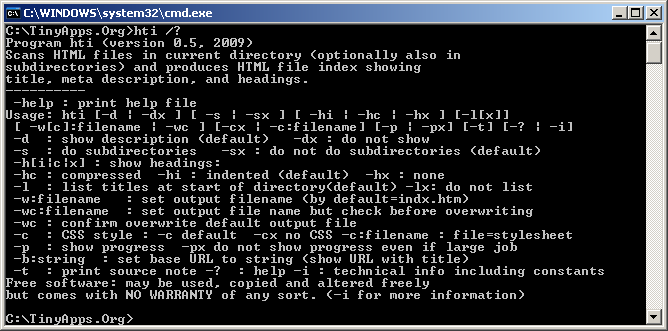 C:\WINDOWS\system32\cmd.exe
C:\TinyApps.Org>hti /?
Program hti (version 0.5, 2009)
Scans HTML files in current directory (optionally also in
subdirectories) and produces HTML file index showing
title, meta description, and headings.
----------
 -help : print help file
Usage: hti [-d ¦ -dx ] [ -s ¦ -sx ] [ -hi ¦ -hc ¦ -hx ] [-l[x]]
 [ -w[c]:filename ¦ -wc ] [-cx ¦ -c:filename] [-p ¦ -px] [-t] [-? ¦ -i]
 -d  : show description (default)   -dx : do not show
 -s  : do subdirectories   -sx : do not do subdirectories (default)
 -h[i¦c¦x] : show headings:
 -hc : compressed  -hi : indented (default)  -hx : none
 -l  : list titles at start of directory(default) -lx: do not list
 -w:filename   : set output filename (by default=indx.htm)
 -wc:filename  : set output file name but check before overwriting
 -wc : confirm overwrite default output file
 -c  : CSS style : -c default  -cx no CSS -c:filename : file=stylesheet
 -p  : show progress  -px do not show progress even if large job
 -b:string  : set base URL to string (show URL with title)
 -t  : print source note -?  : help -i : technical info including constants
Free software: may be used, copied and altered freely
but comes with NO WARRANTY of any sort. (-i for more information)
C:\TinyApps.Org>